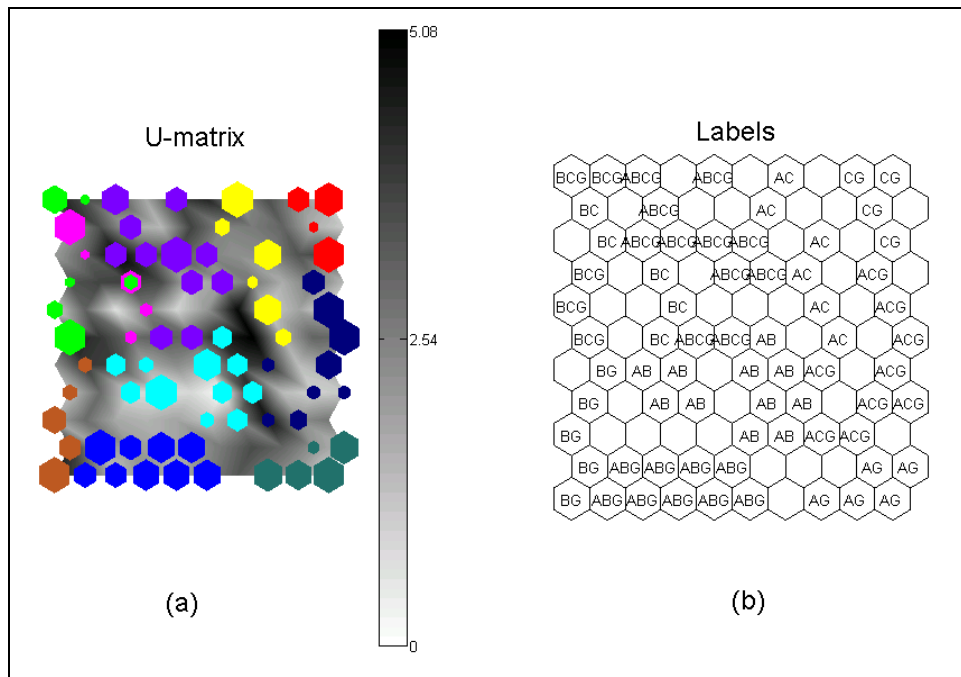 5.08
U-matrix
Labels
BCG BCG ABCG ABCG AC CG CG
BC ABCG AC CG
BC ABCG ABCG ABCG ABCG AC CG
BCG BC ABCG ABCG AC ACG
BCG BC AC ACG
2.54
BCG BC ABCG ABCG AB AC ACG
BG AB AB AB AB ACG ACG
BG AB AB AB AB ACG ACG
BG AB AB ACG ACG
BG ABG ABG ABG ABG AG AG
BG ABG ABG ABG ABG ABG AG AG AG
(a)
(b)
0